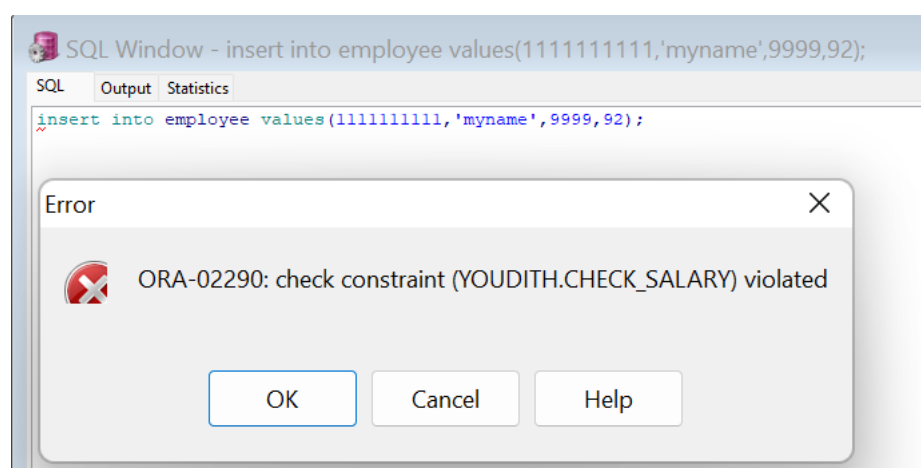 SQL Window - insert into employee values(1111111111,'myname',9999,92);
SQL Output Statistics
insert into employee values(1111111111,'myname',9999,92);
Error
ORA-02290: check constraint (YOUDITH.CHECK_SALARY) violated
OK Cancel Help